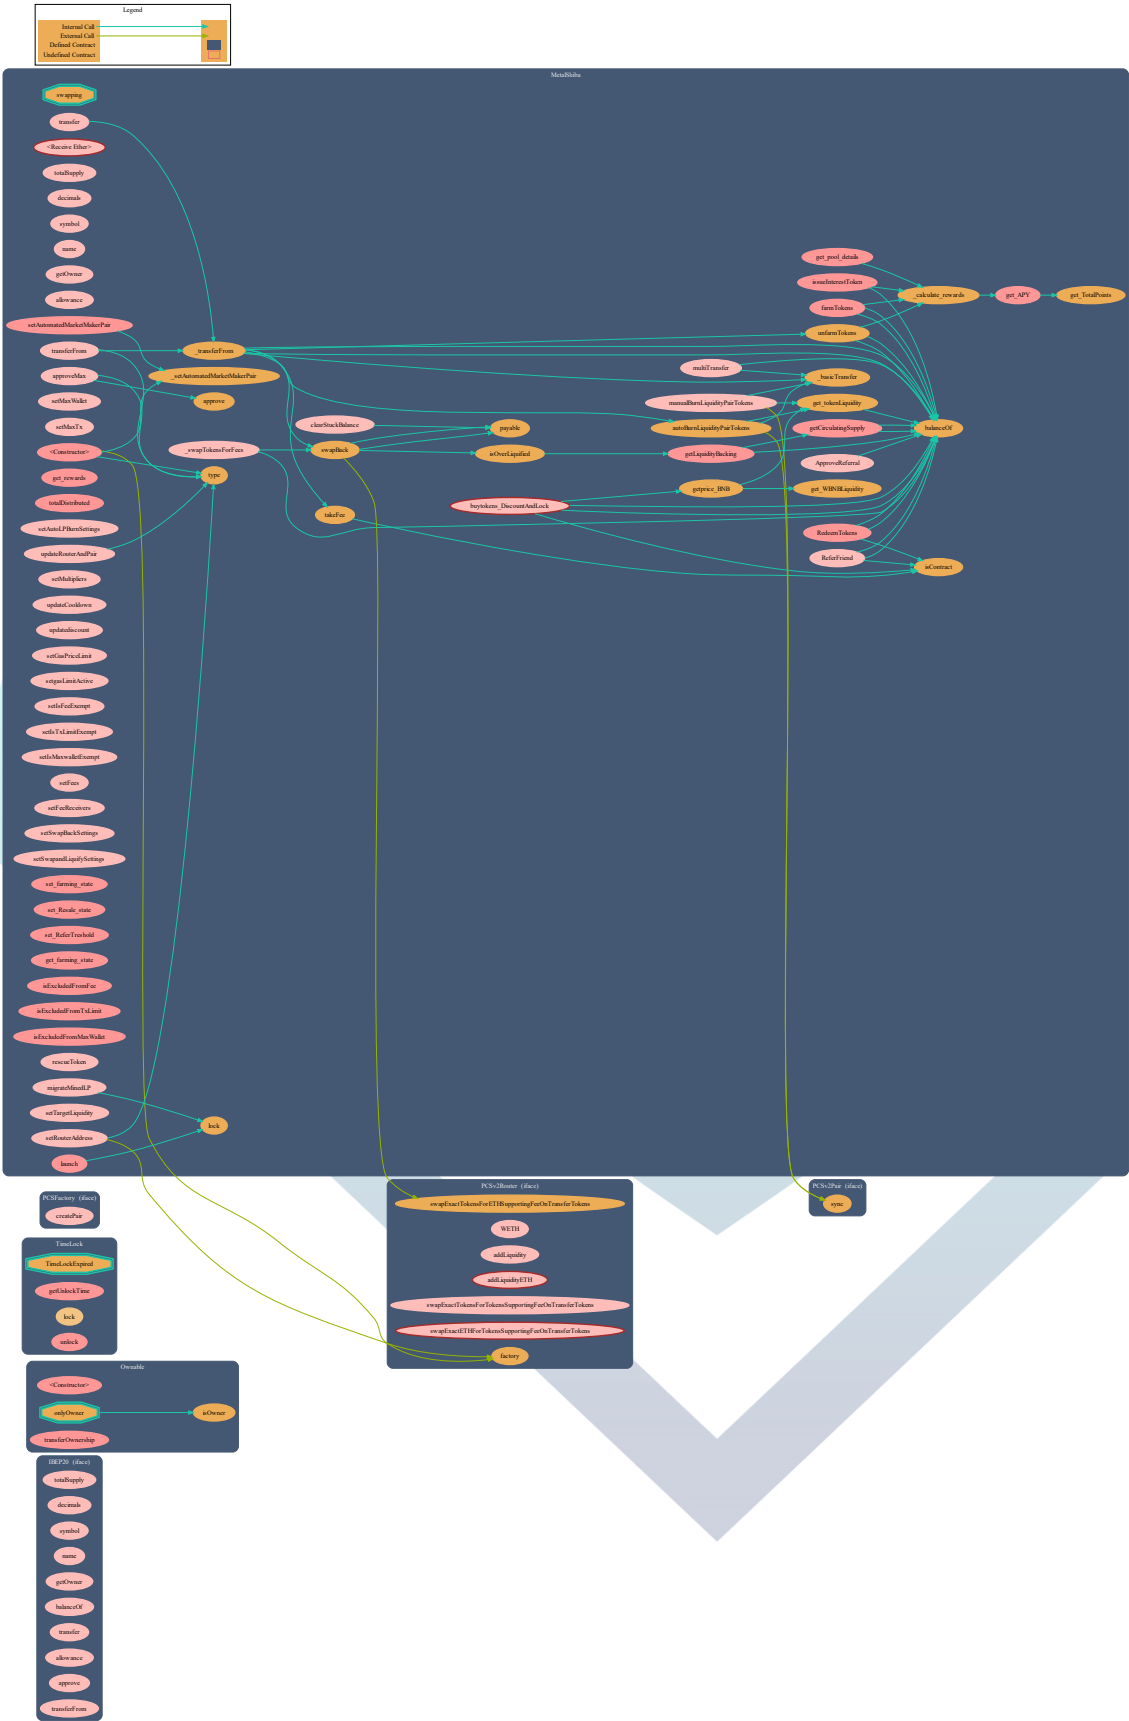 Legend
Internal Call
External Call
Defined Contract
Undefined Contract
MetalShiba
swapping
transfer
<Receive Ether>
totalSupply
decimals
symbol
name
getOwner
allowance
setAutomatedMarketMakerPair
transferFrom
approveMax
setMaxWallet
setMaxTx
<Constructor>
get_rewards
totalDistributed
setAutoLPBurnSettings
updateRouterAndPair
setMultipliers
updateCooldown
updatediscount
setGasPriceLimit
setgasLimitActive
setIsFeeExempt
setIsTxLimitExempt
setIsMaxwalletExempt
setFees
setFeeReceivers
setSwapBackSettings
setSwapandLiquifySettings
set_farming_state
set_Resale_state
set_ReferTreshold
get_farming_state
isExcludedFromFee
isExcludedFromTxLimit
isExcludedFromMaxWallet
rescueToken
migrateMinedLP
setTargetLiquidity
setRouterAddress
launch
_transferFrom
_setAutomatedMarketMakerPair
approve
_swapTokensForFees
type
lock
clearStuckBalance
swapBack
takeFee
payable
isOverLiquified
buytokens_DiscountAndLock
multiTransfer
manualBurnLiquidityPairTokens
autoBurnLiquidityPairTokens
getLiquidityBacking
getprice_BNB
get_pool_details
issueInterestToken
farmTokens
unfarmTokens
_basicTransfer
get_tokenLiquidity
getCirculatingSupply
ApproveReferral
get_WBNBLiquidity
RedeemTokens
ReferFriend
_calculate_rewards
balanceOf
isContract
get_APY
get_TotalPoints
PCSFactory (iface)
createPair
TimeLock
TimeLockExpired
getUnlockTime
lock
unlock
Ownable
<Constructor>
onlyOwner
isOwner
transferOwnership
IBEP20 (iface)
totalSupply
decimals
symbol
name
getOwner
balanceOf
transfer
allowance
approve
transferFrom
PCSv2Router (iface)
swapExactTokensForETHSupportingFeeOnTransferTokens
WETH
addLiquidity
addLiquidityETH
swapExactTokensForTokensSupportingFeeOnTransferTokens
swapExactETHForTokensSupportingFeeOnTransferTokens
factory
PCSv2Pair (iface)
sync